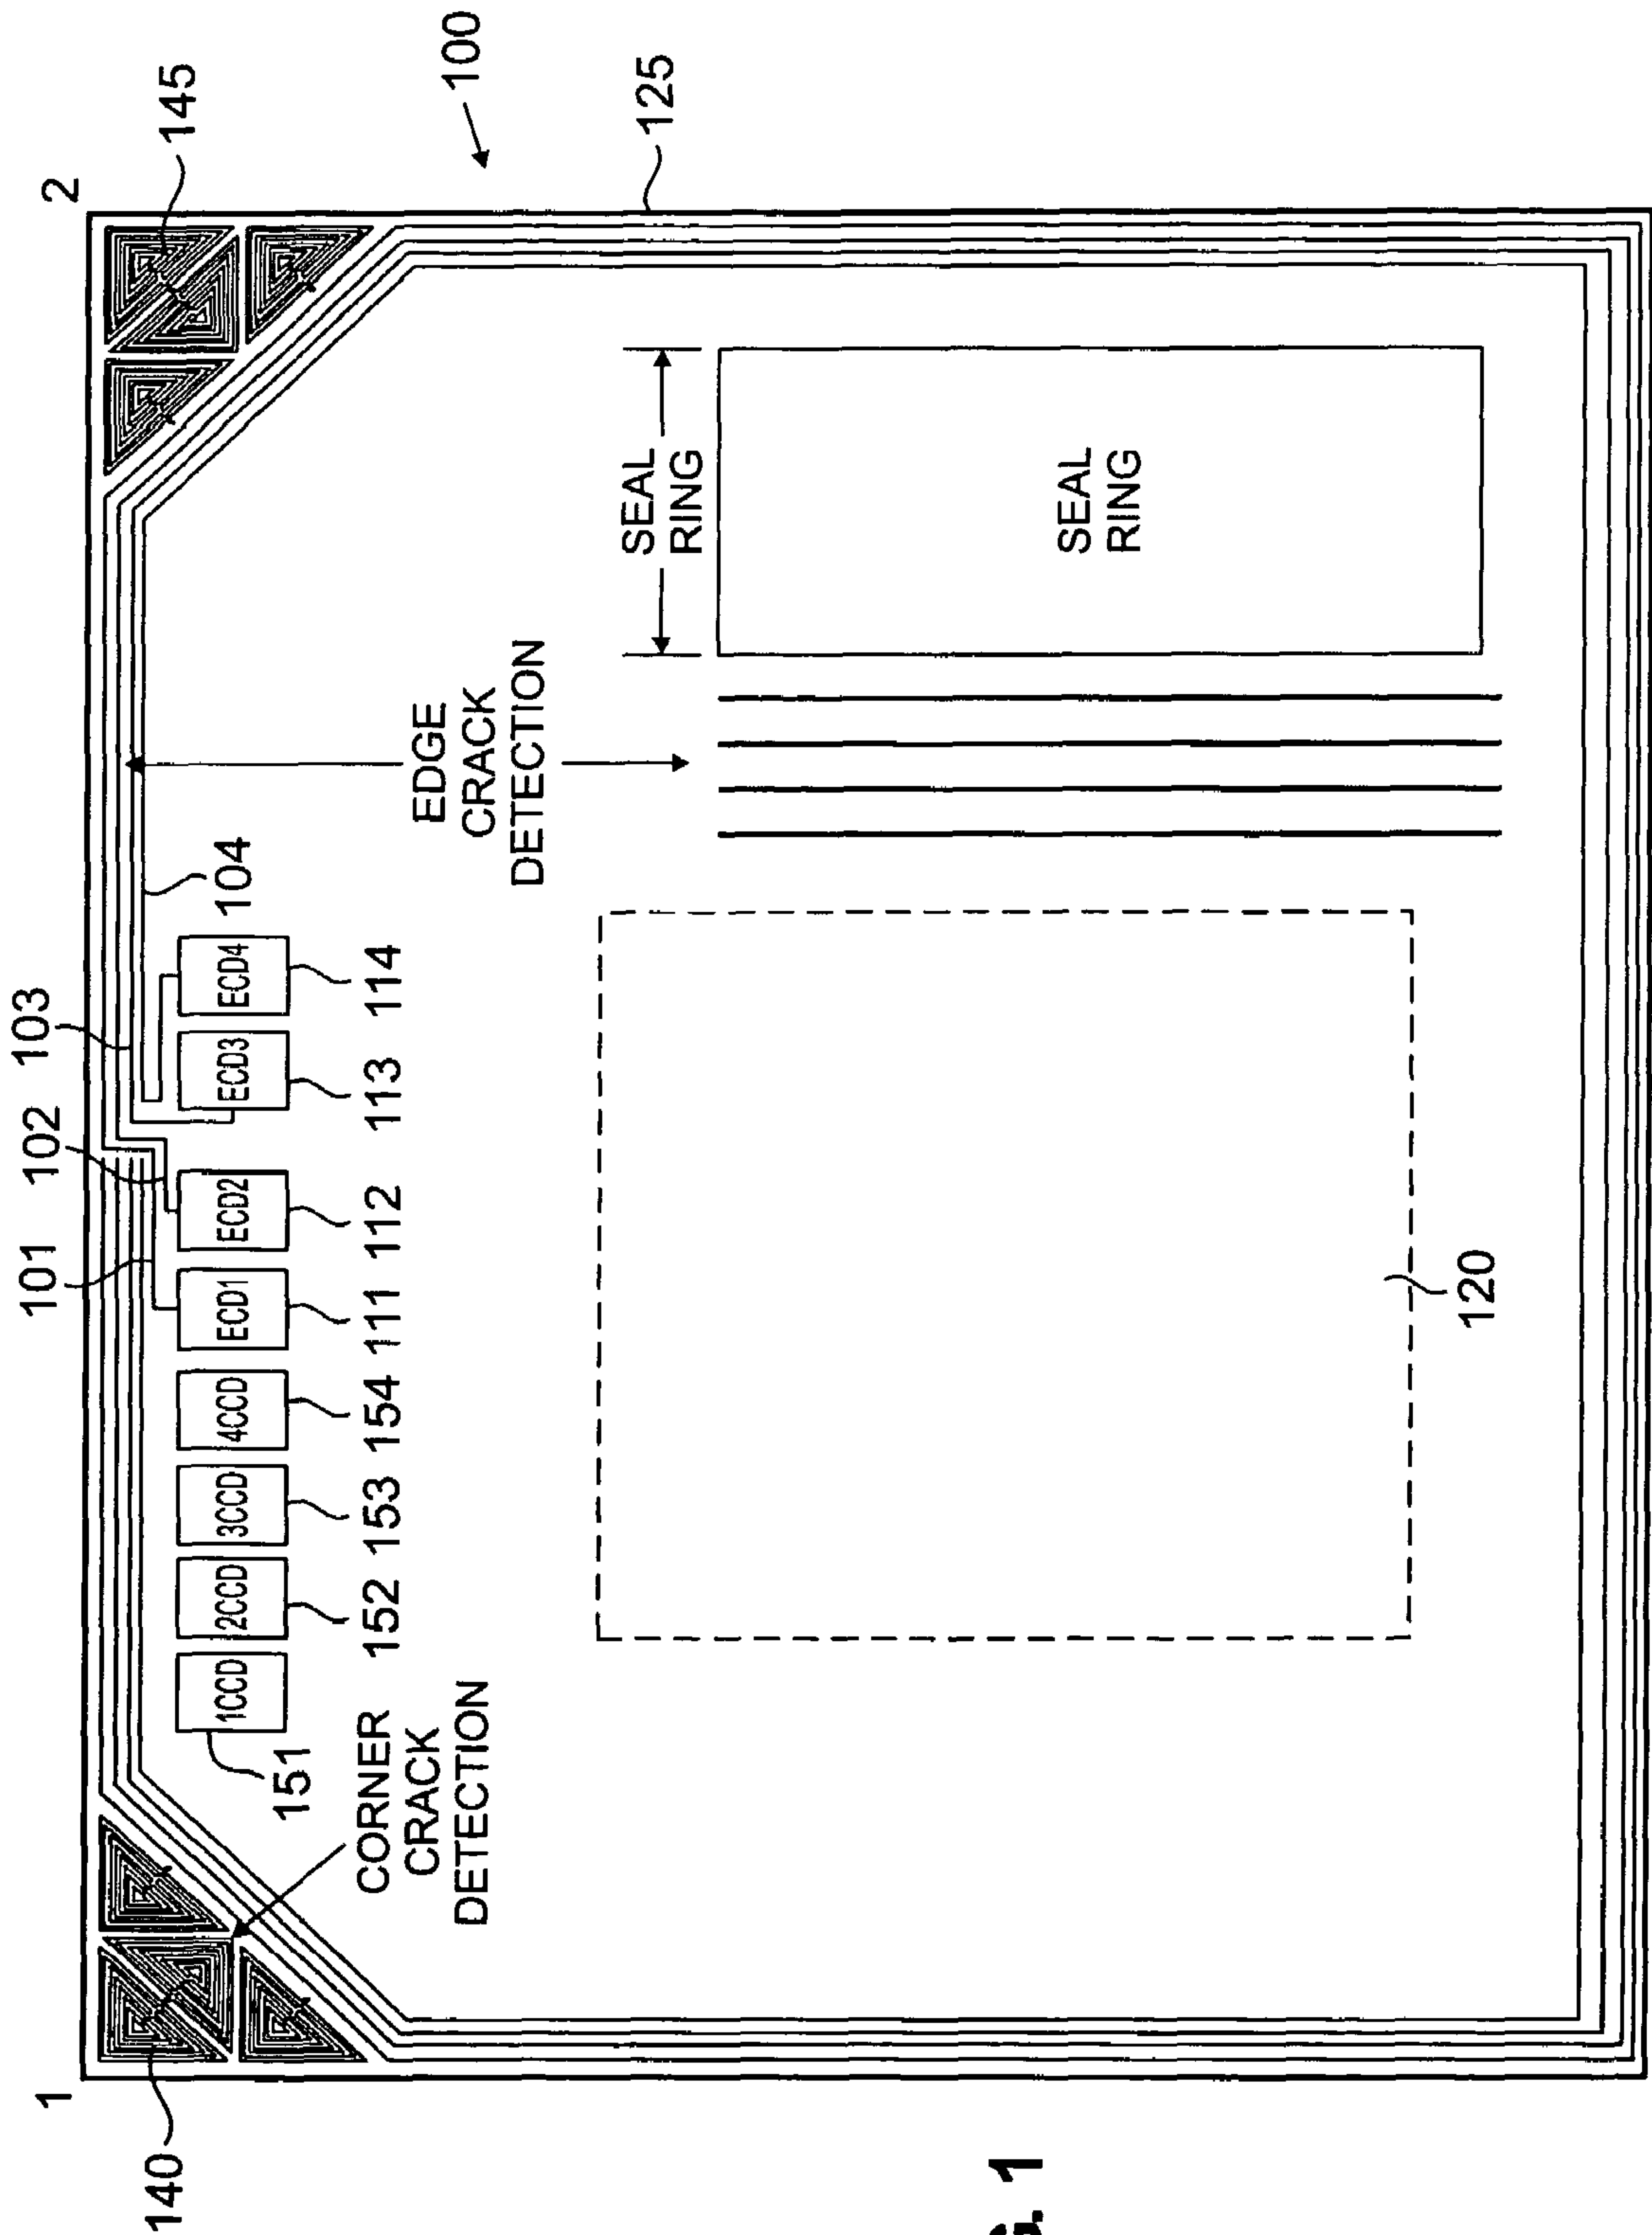 103
102
101
2
1
140
145
100
125
104
1CCD
2CCD
3CCD
4CCD
ECD1
ECD2
ECD3
ECD4
151
152
153
154
111
112
113
114
CORNER
CRACK
DETECTION
EDGE
CRACK
DETECTION
SEAL
RING
SEAL
RING
120
1